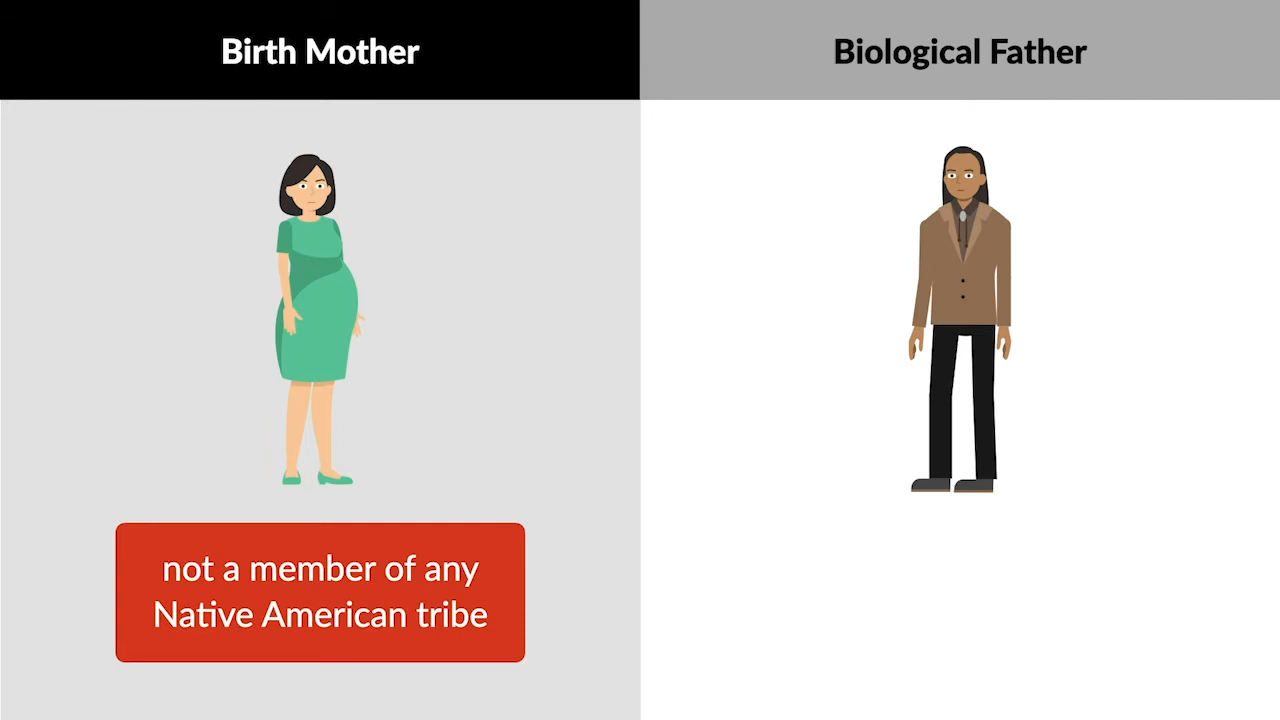 Birth Mother
Biological Father
not a member of any
Native American tribe